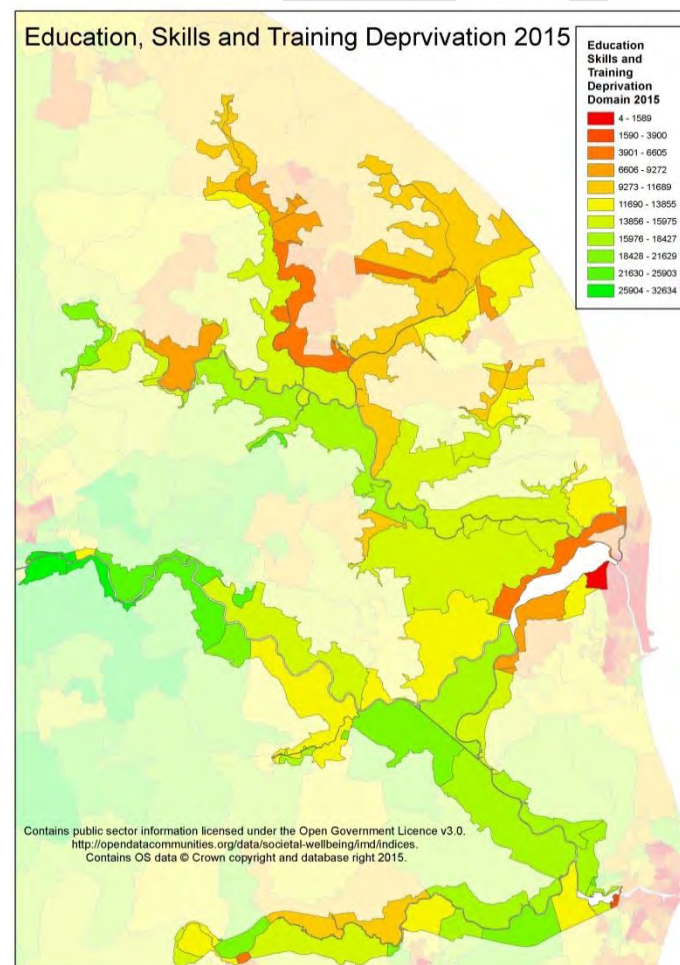 Education, Skills and Training Deprvivation 2015
Education
Skills and
Training
Deprivation
Domain 2015
4 - 1589
1590 - 3900
3901 - 6605
6606 - 9272
9273 - 11689
11690 - 13855
13856 - 15975
15976 - 18427
18428 - 21629
21630 - 25903
25904 - 32634
Contains public sector information licensed under the Open Government Licence v3.0.
http://opendatacommunities.org/data/societal-wellbeing/imd/indices.
Contains OS data © Crown copyright and database right 2015.